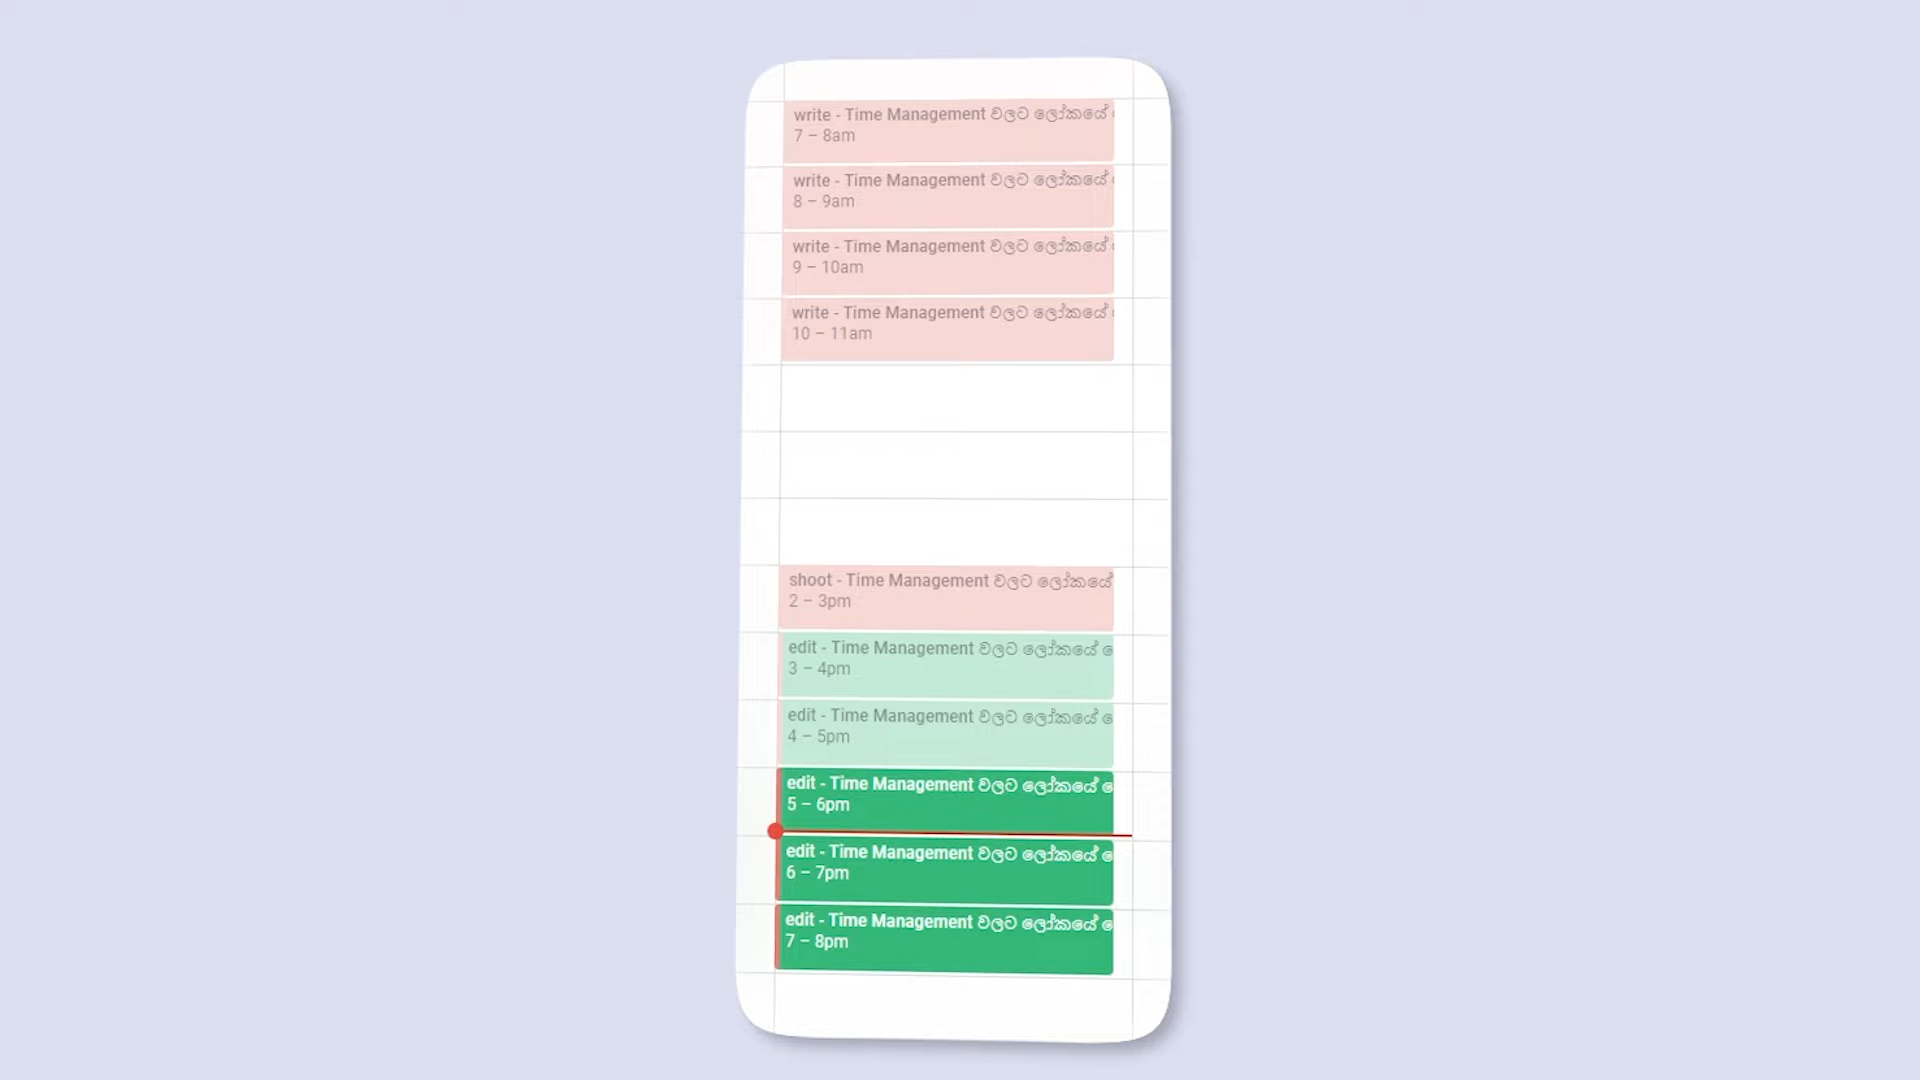 write - Time Management වලට ලෝකයේ
7 – 8am
write - Time Management වලට ලෝකයේ
8 – 9am
write - Time Management වලට ලෝකයේ
9 – 10am
write - Time Management වලට ලෝකයේ
10 – 11am
shoot - Time Management වලට ලෝකයේ
2 – 3pm
edit - Time Management වලට ලෝකයේ
3 – 4pm
edit - Time Management වලට ලෝකයේ
4 – 5pm
edit - Time Management වලට ලෝකයේ
5 – 6pm
edit - Time Management වලට ලෝකයේ
6 – 7pm
edit - Time Management වලට ලෝකයේ
7 – 8pm